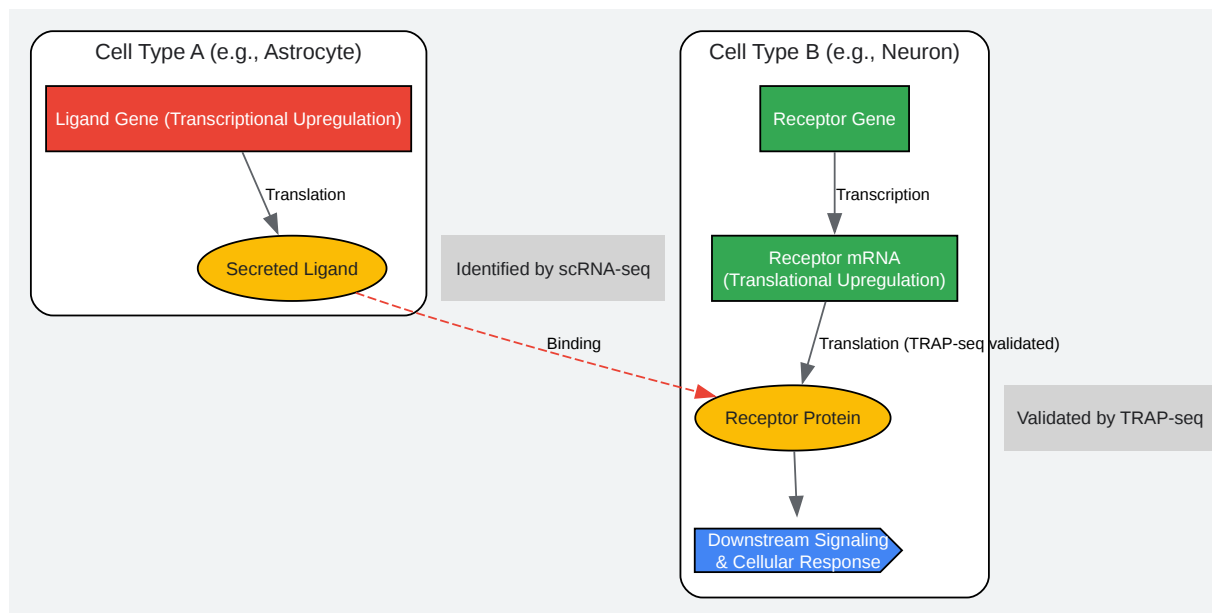 Cell Type A (e.g., Astrocyte)
Ligand Gene (Transcriptional Upregulation)
Translation
Secreted Ligand
Identified by scRNA-seq
Binding
Cell Type B (e.g., Neuron)
Receptor Gene
Transcription
Receptor mRNA
(Translational Upregulation)
Translation (TRAP-seq validated)
Receptor Protein
Validated by TRAP-seq
Downstream Signaling
& Cellular Response